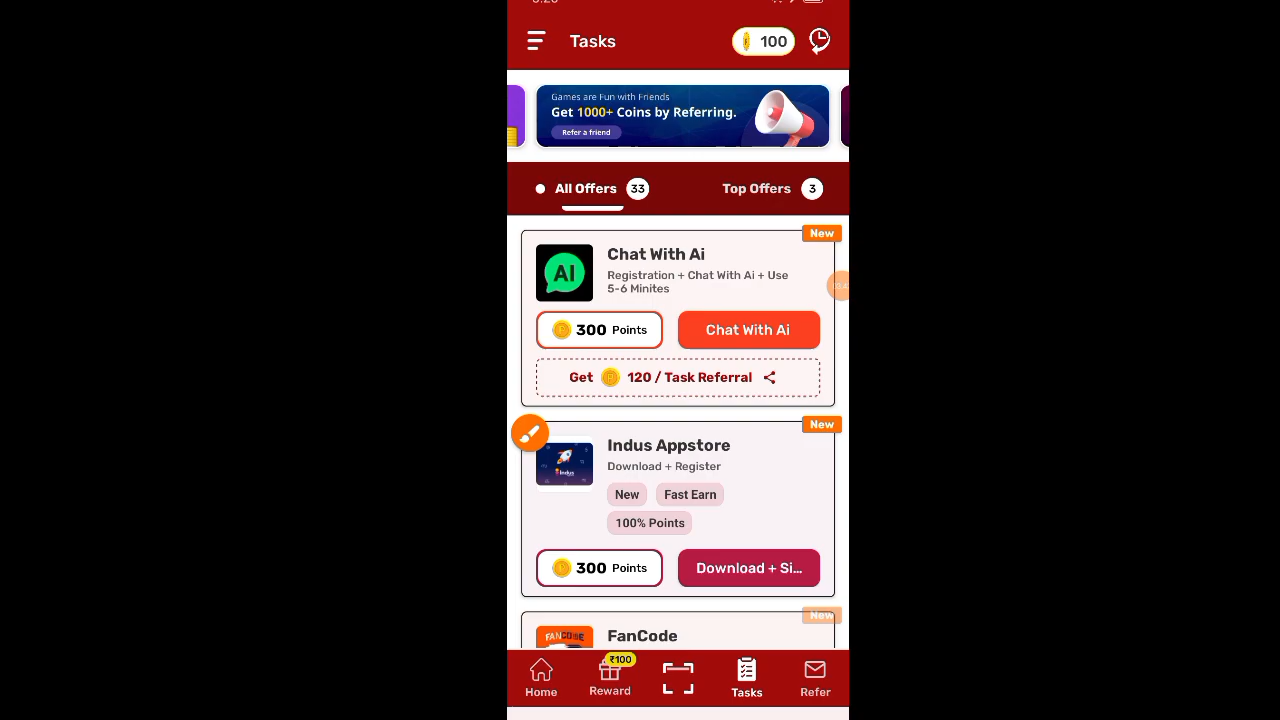 Tasks
100
Games are Fun with Friends
Get 1000+ Coins by Referring.
Refer a friend
All Offers 33
Top Offers 3
New
Chat With Ai
AI
Registration + Chat With Ai + Use
5-6 Minites
300 Points
Chat With Ai
Get 120 / Task Referral
New
Indus Appstore
Indus
Download + Register
New Fast Earn
100% Points
300 Points
Download + Si...
New
FANCODE
FanCode
₹100
Home
Reward
Tasks
Refer